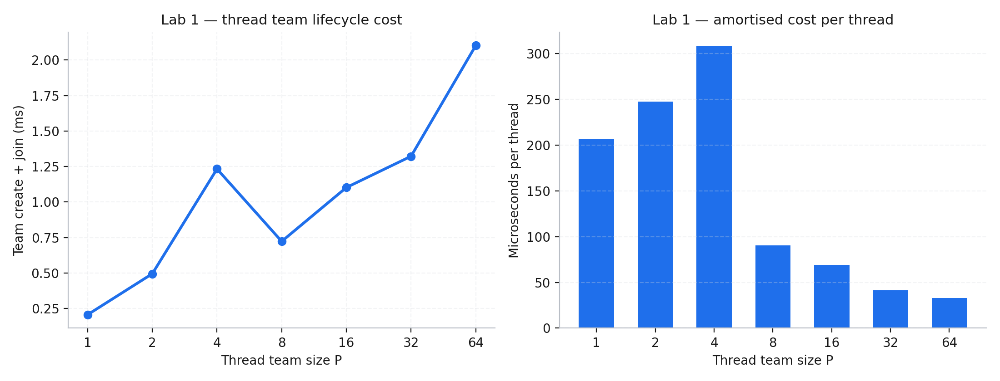 Lab 1 — thread team lifecycle cost
Team create + join (ms)
2.00
1.75
1.50
1.25
1.00
0.75
0.50
0.25
1 2 4 8 16 32 64
Thread team size P
Lab 1 — amortised cost per thread
Microseconds per thread
300
250
200
150
100
50
0
1 2 4 8 16 32 64
Thread team size P